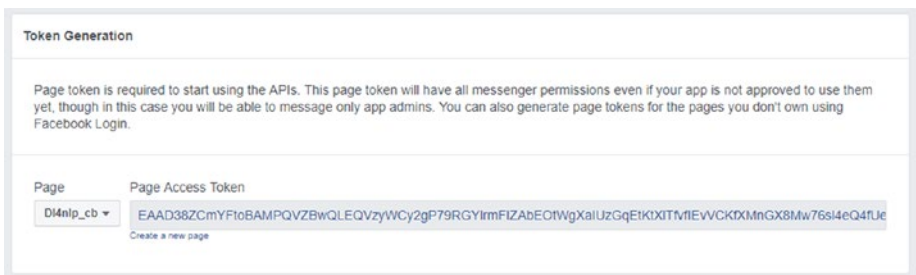 Token Generation
Page token is required to start using the APIs. This page token will have all messenger permissions even if your app is not approved to use them
yet, though in this case you will be able to message only app admins. You can also generate page tokens for the pages you don't own using
Facebook Login.
Page Page Access Token
Dl4nlp_cb
Create a new page